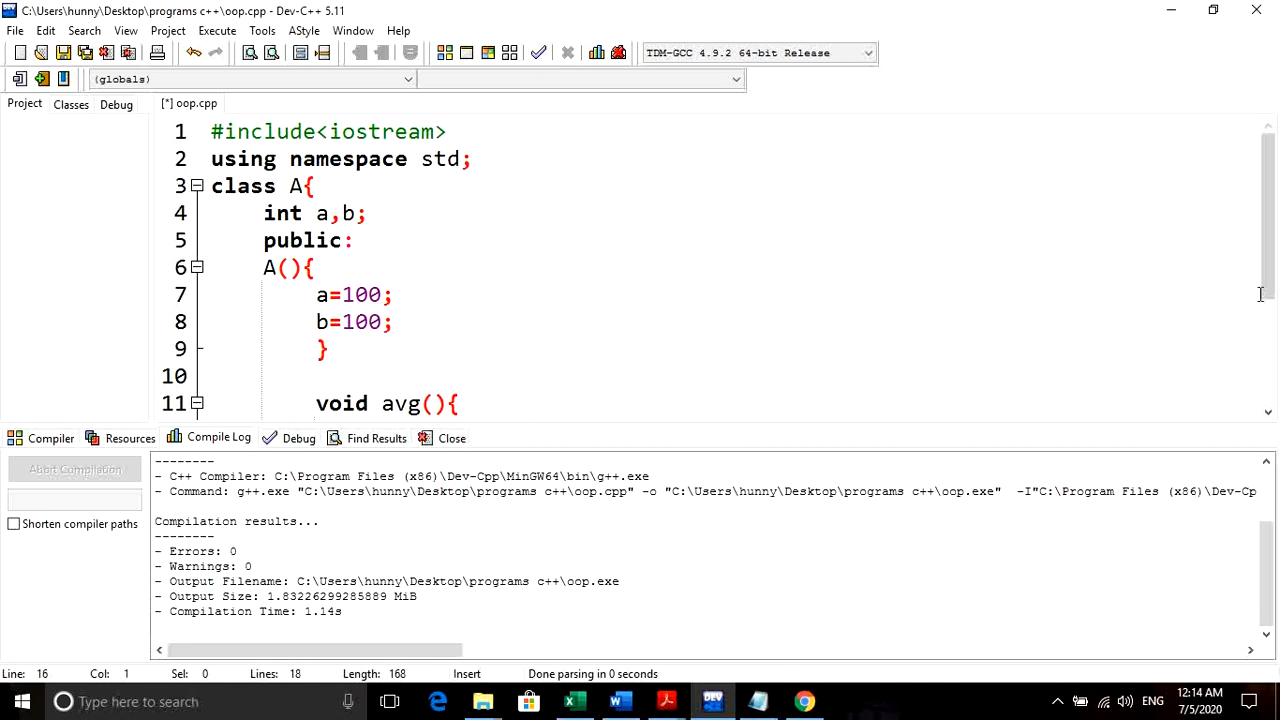 C:\Users\hunny\Desktop\programs c++\oop.cpp - Dev-C++ 5.11
File Edit Search View Project Execute Tools AStyle Window Help
TDM-GCC 4.9.2 64-bit Release
(globals)
Project Classes Debug [*] oop.cpp
1 #include<iostream>
2 using namespace std;
3 class A{
4 int a,b;
5 public:
6 A(){
7 a=100;
8 b=100;
9 }
10
11 void avg(){
Compiler Resources Compile Log Debug Find Results Close
Abort Compilation
Shorten compiler paths
--------
- C++ Compiler: C:\Program Files (x86)\Dev-Cpp\MinGW64\bin\g++.exe
- Command: g++.exe "C:\Users\hunny\Desktop\programs c++\oop.cpp" -o "C:\Users\hunny\Desktop\programs c++\oop.exe" -I"C:\Program Files (x86)\Dev-Cp
Compilation results...
--------
- Errors: 0
- Warnings: 0
- Output Filename: C:\Users\hunny\Desktop\programs c++\oop.exe
- Output Size: 1.83226299285889 MiB
- Compilation Time: 1.14s
Line: 16 Col: 1 Sel: 0 Lines: 18 Length: 168 Insert Done parsing in 0 seconds
Type here to search
DEV
ENG
12:14 AM
7/5/2020